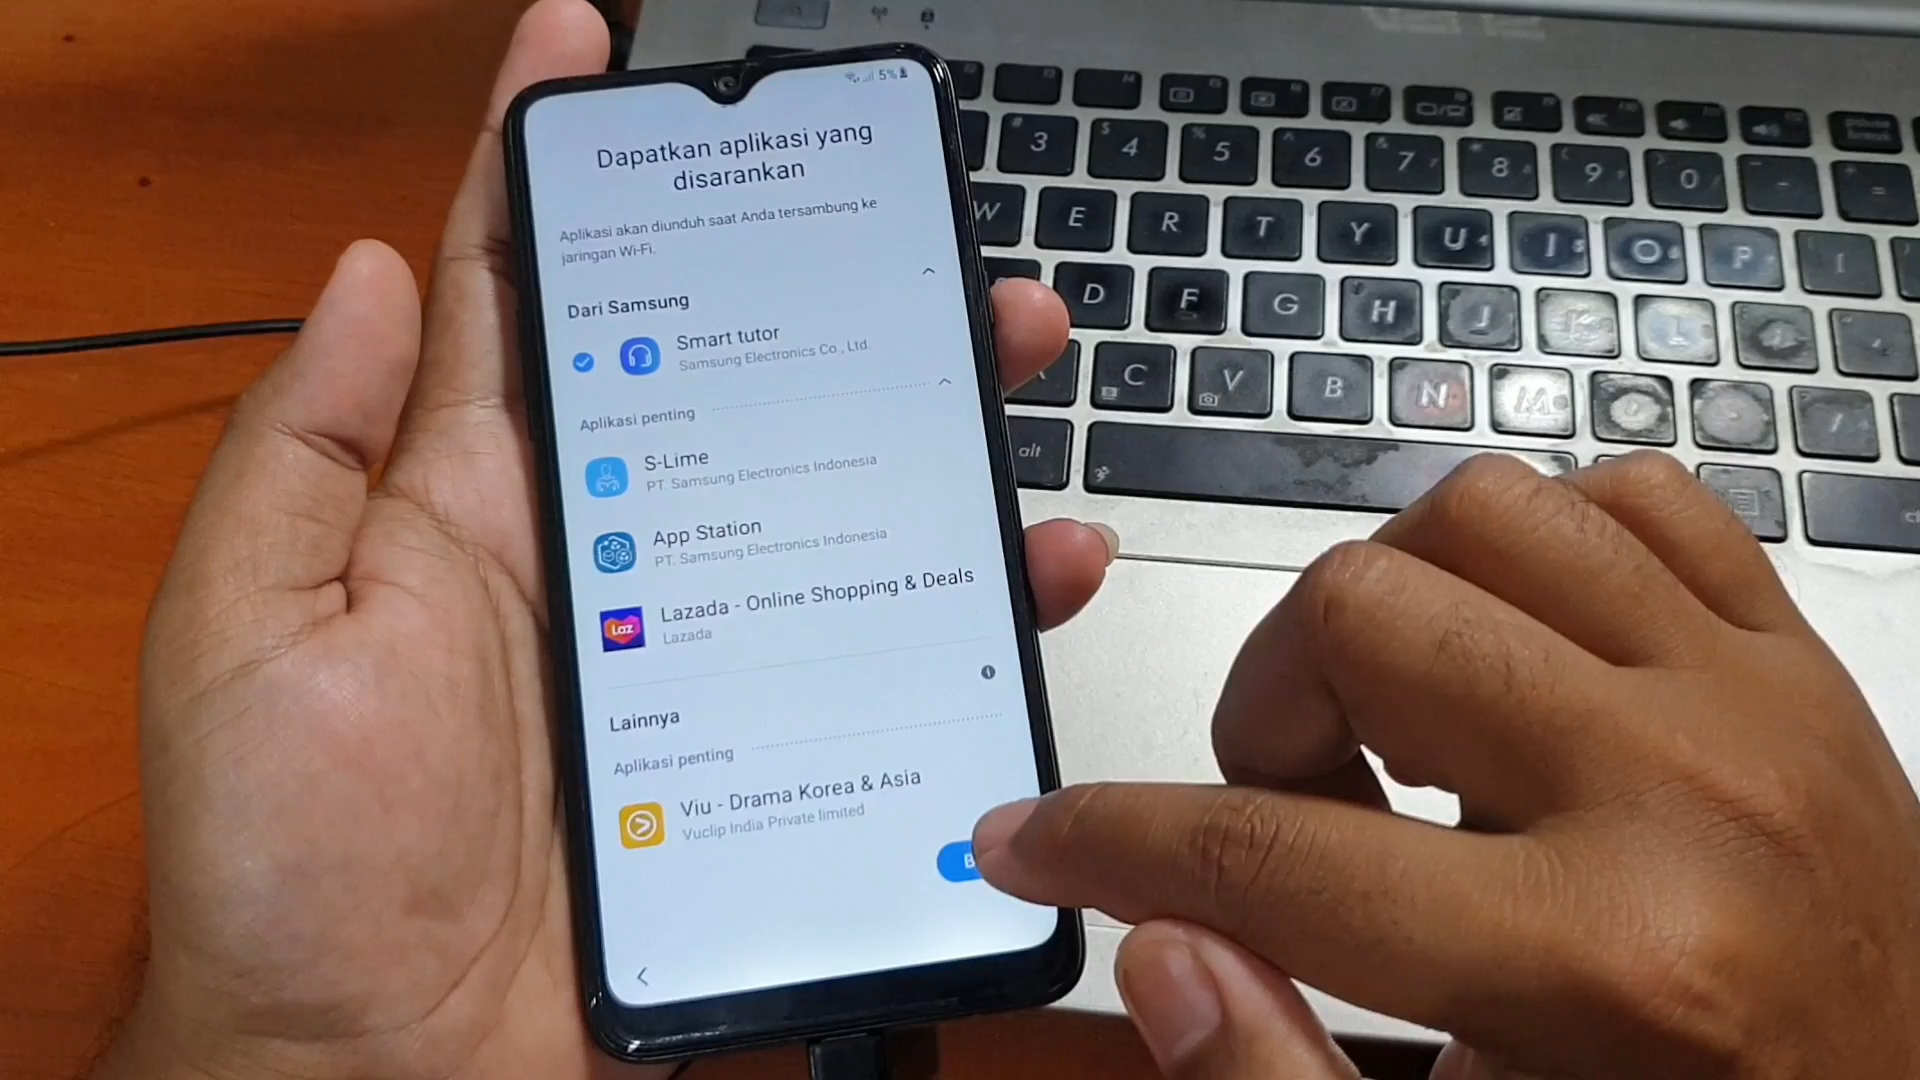 5%
Dapatkan aplikasi yang
disarankan
Aplikasi akan diunduh saat Anda tersambung ke
jaringan Wi-Fi.
Dari Samsung
Smart tutor
Samsung Electronics Co., Ltd.
Aplikasi penting
S-Lime
PT. Samsung Electronics Indonesia
App Station
PT. Samsung Electronics Indonesia
Laz
Lazada - Online Shopping & Deals
Lazada
Lainnya
Aplikasi penting
Viu - Drama Korea & Asia
Vuclip India Private limited
B
# 3 $ 4 % 5 ^ 6 & 7 * 8 ( 9 ) 0 - =
W E R T Y U I O P [
D F G H J K L
C V B N M /
alt